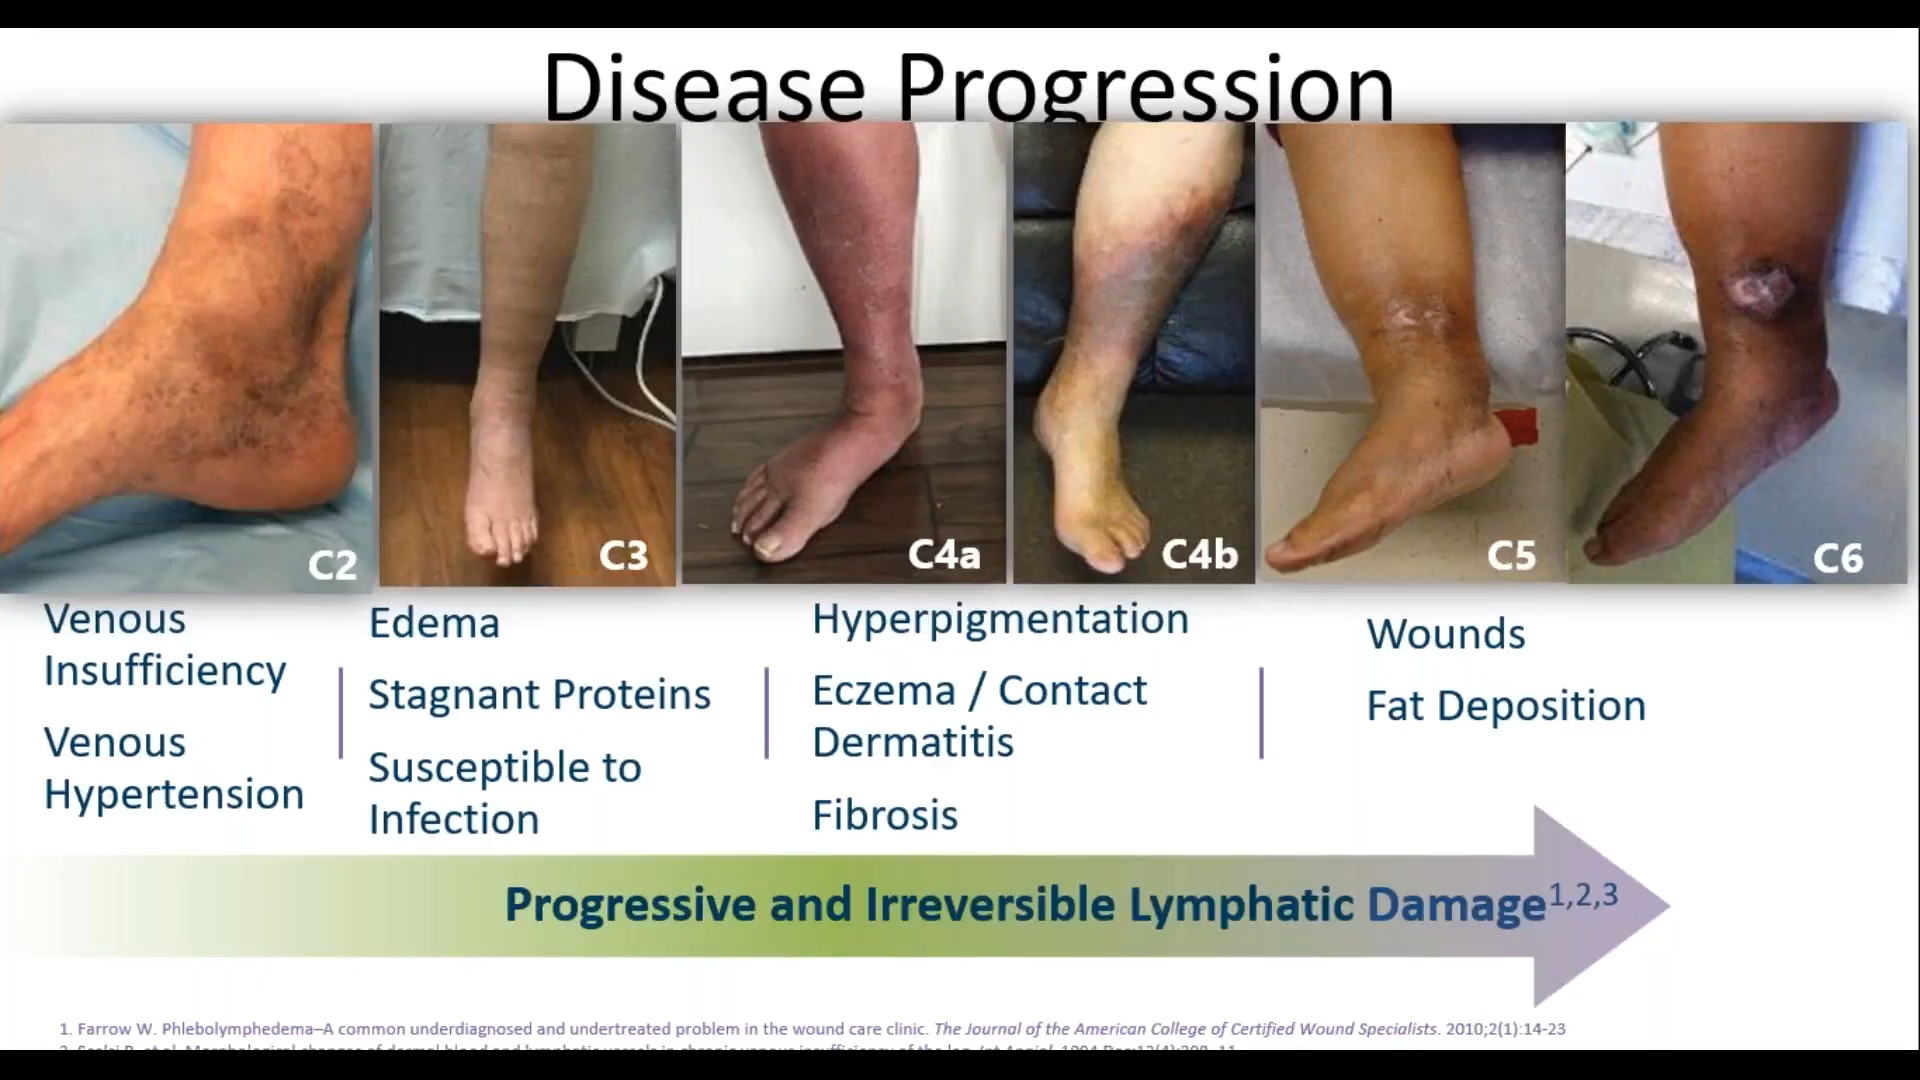 Disease Progression
C2
C3
C4a
C4b
C5
C6
Venous
Insufficiency
Venous
Hypertension
Edema
Stagnant Proteins
Susceptible to
Infection
Hyperpigmentation
Eczema / Contact
Dermatitis
Fibrosis
Wounds
Fat Deposition
Progressive and Irreversible Lymphatic Damage1,2,3
1. Farrow W. Phlebolymphedema–A common underdiagnosed and undertreated problem in the wound care clinic. The Journal of the American College of Certified Wound Specialists. 2010;2(1):14-23